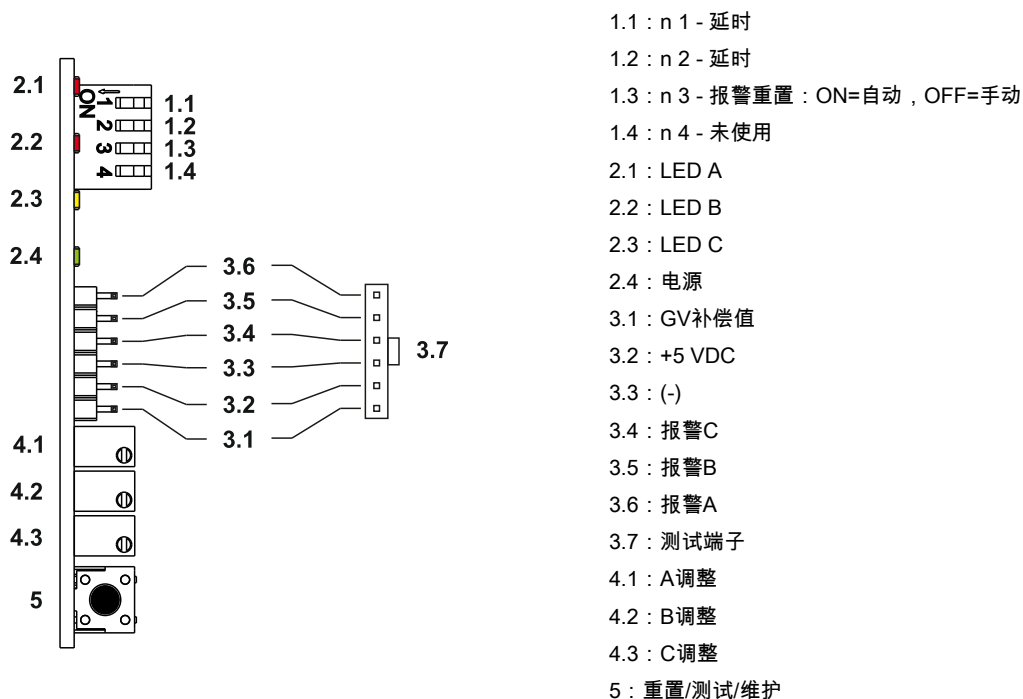 2.1
2.2
2.3
2.4
ON
1
2
3
4
1.1
1.2
1.3
1.4
3.6
3.5
3.4
3.3
3.2
3.1
3.7
4.1
4.2
4.3
5
1.1：n 1 - 延时
1.2：n 2 - 延时
1.3：n 3 - 报警重置：ON=自动，OFF=手动
1.4：n 4 - 未使用
2.1：LED A
2.2：LED B
2.3：LED C
2.4：电源
3.1：GV补偿值
3.2：+5 VDC
3.3：(-)
3.4：报警C
3.5：报警B
3.6：报警A
3.7：测试端子
4.1：A调整
4.2：B调整
4.3：C调整
5：重置/测试/维护